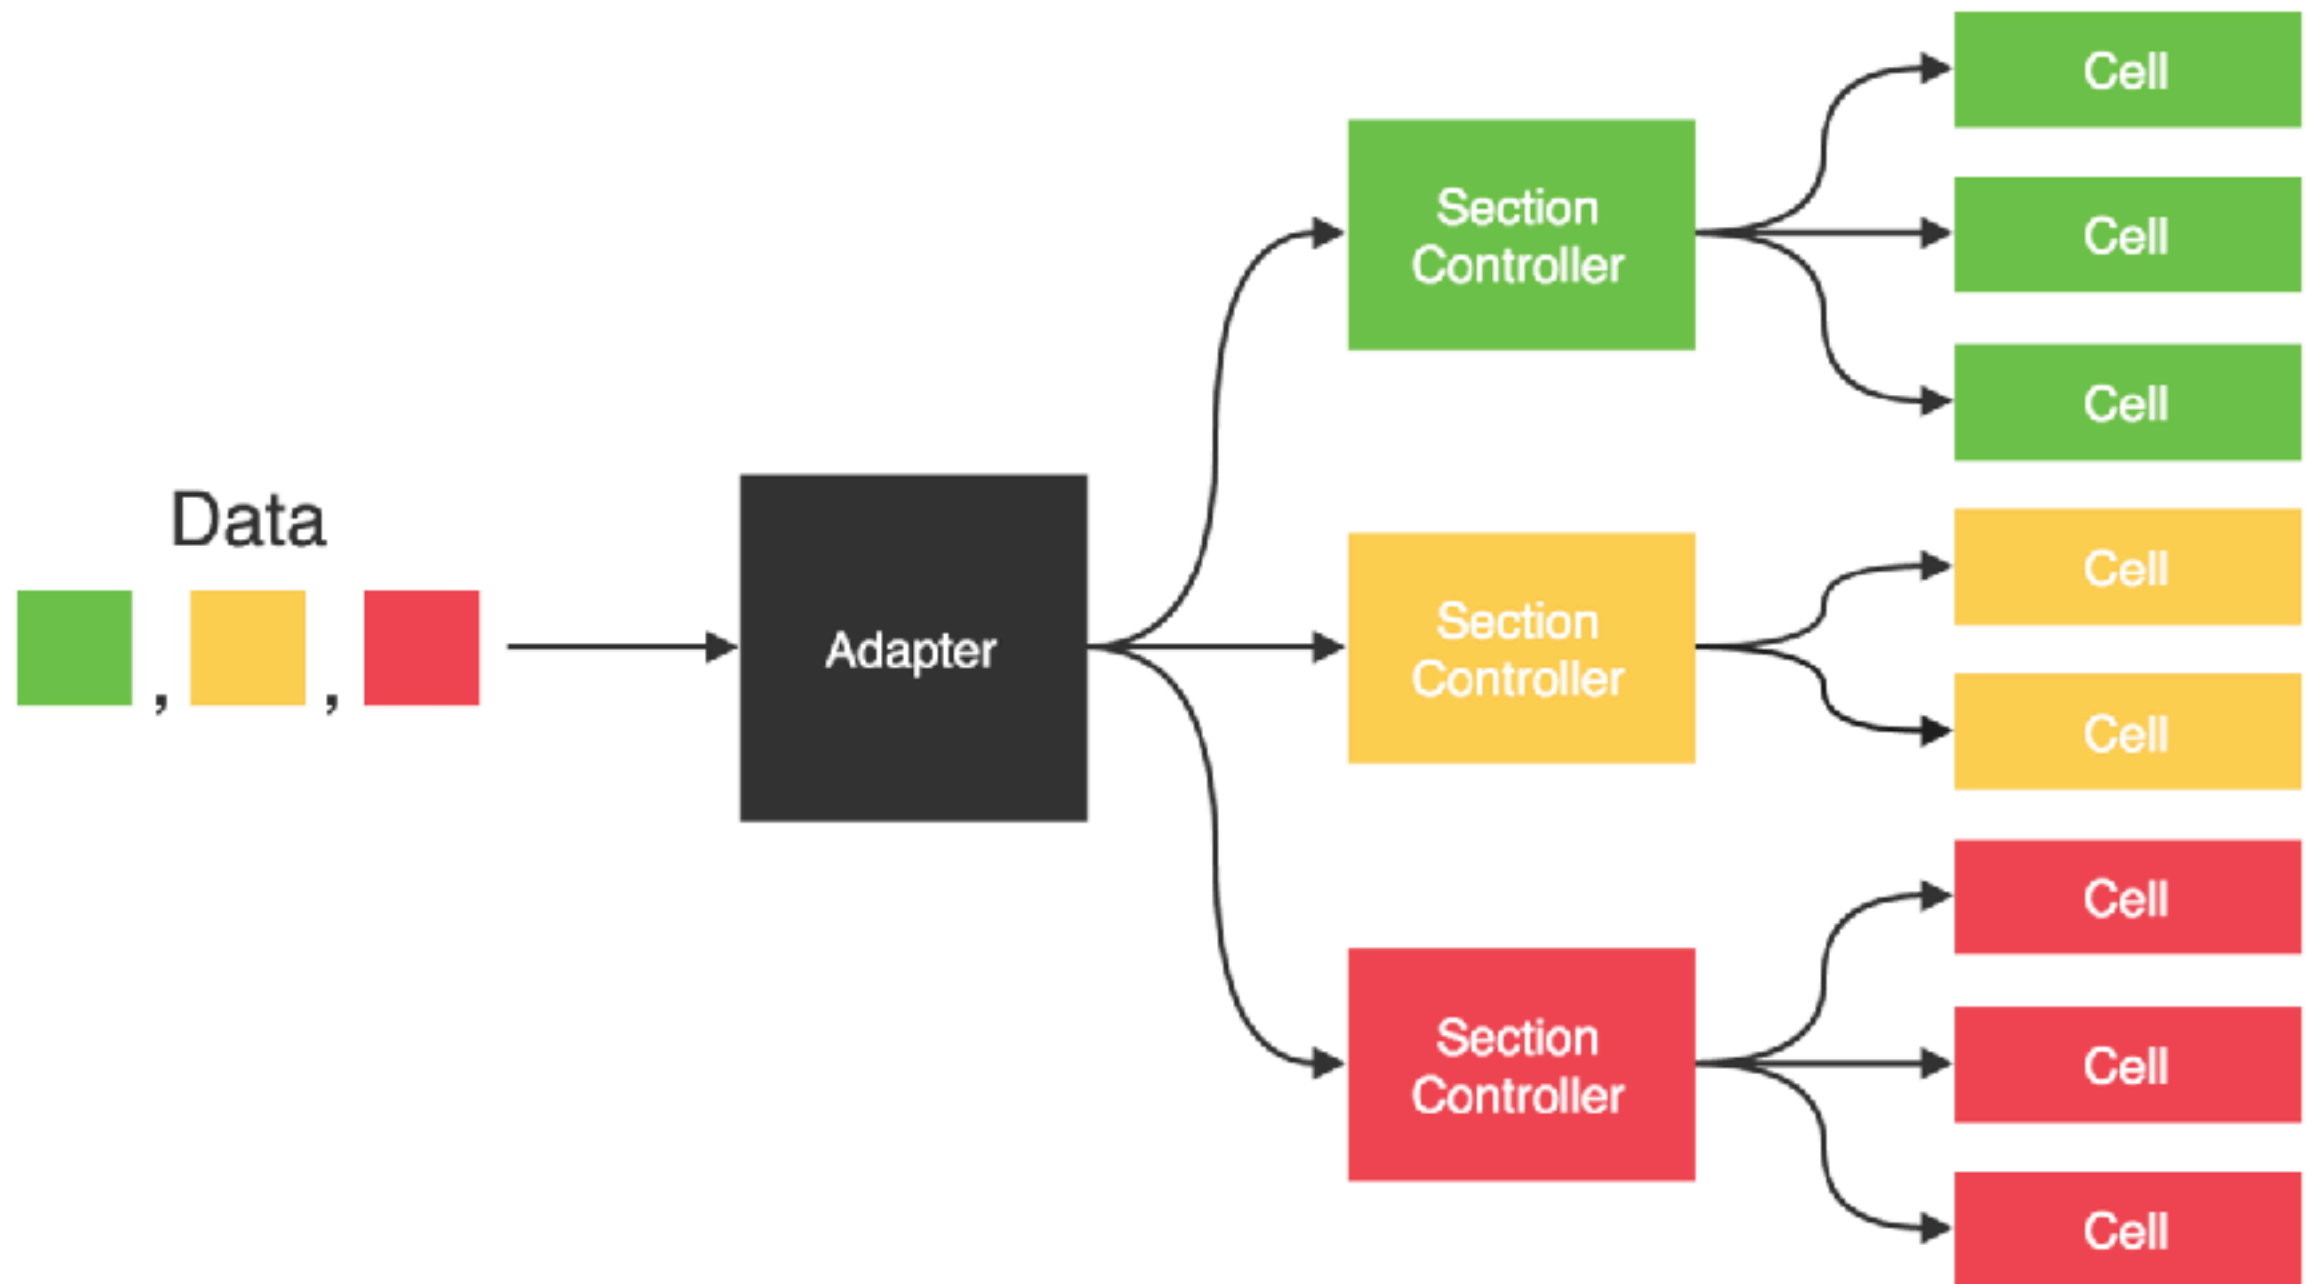 Data
, ,
Adapter
Section
Controller
Section
Controller
Section
Controller
Cell
Cell
Cell
Cell
Cell
Cell
Cell
Cell